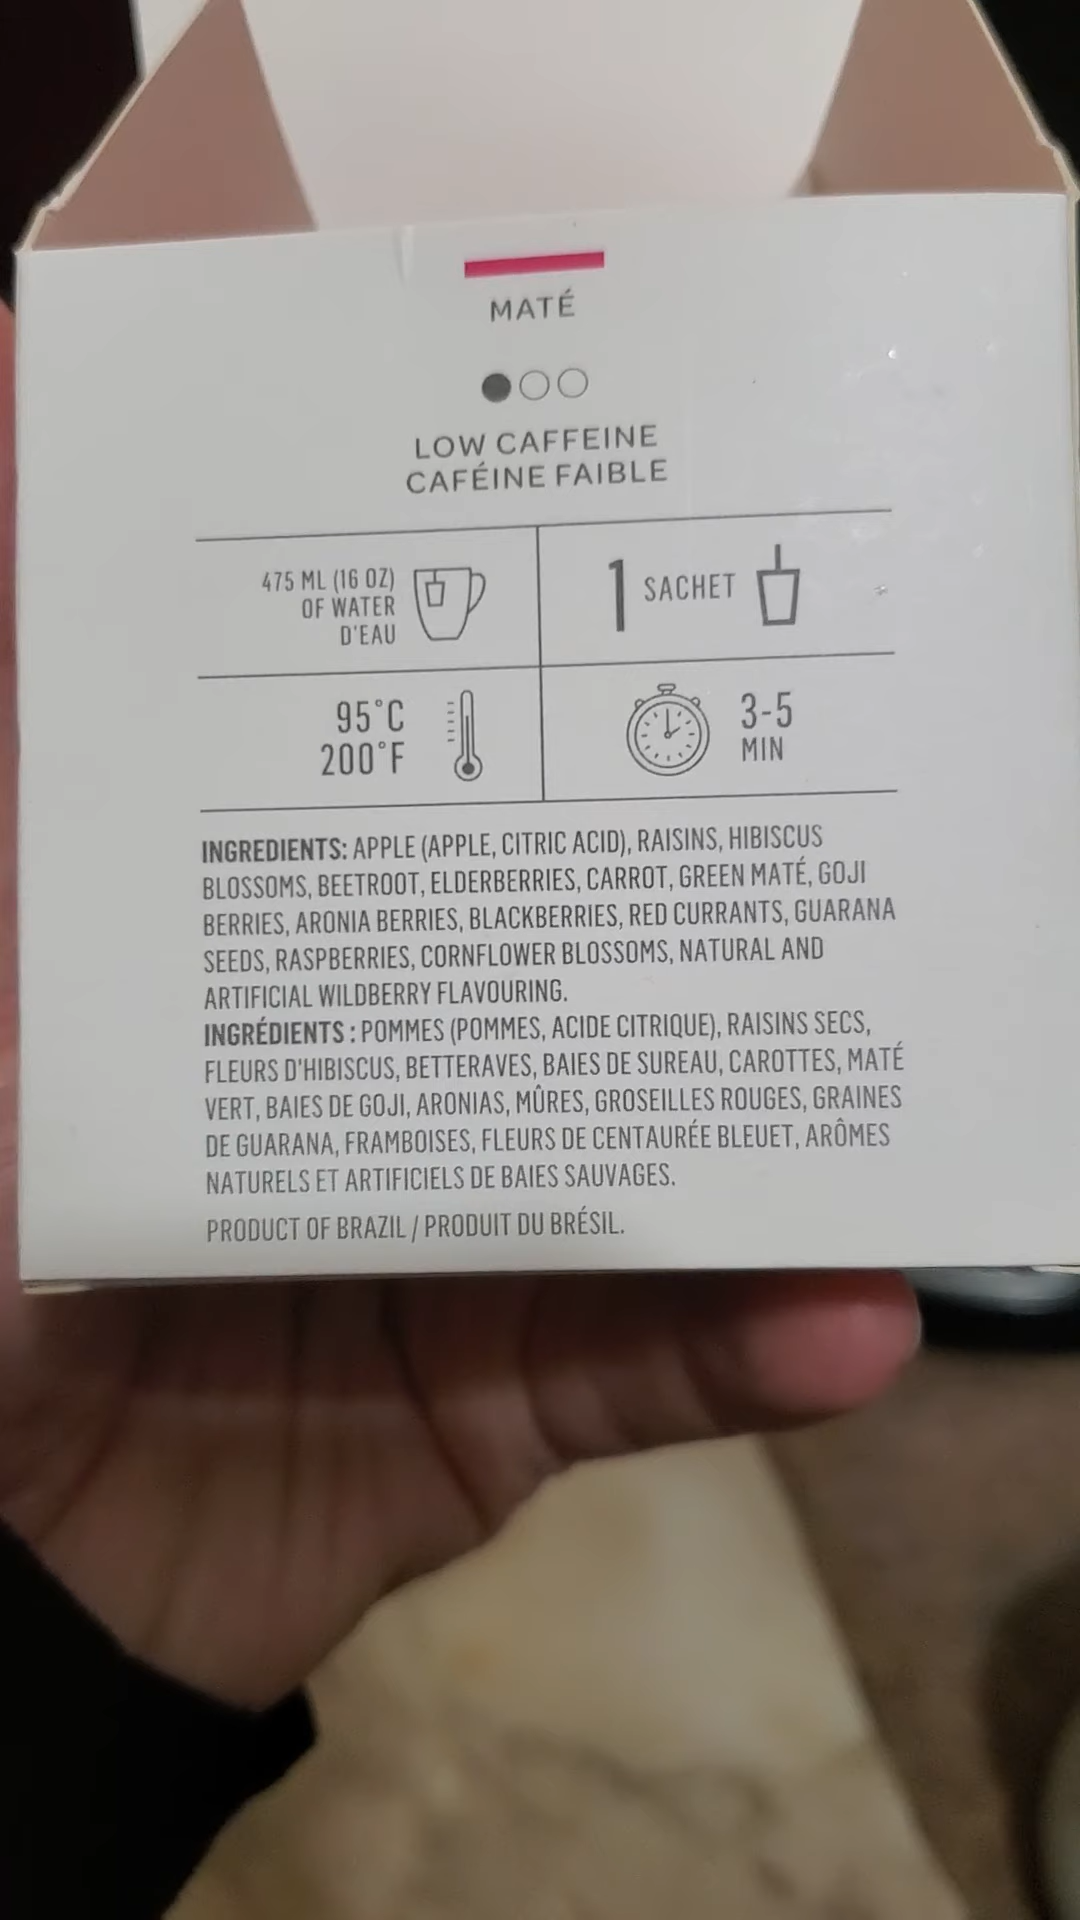 MATÉ
LOW CAFFEINE
CAFÉINE FAIBLE
475 ML (16 OZ)
OF WATER
D'EAU
1 SACHET
95°C
200°F
3-5
MIN
INGREDIENTS: APPLE (APPLE, CITRIC ACID), RAISINS, HIBISCUS
BLOSSOMS, BEETROOT, ELDERBERRIES, CARROT, GREEN MATÉ, GOJI
BERRIES, ARONIA BERRIES, BLACKBERRIES, RED CURRANTS, GUARANA
SEEDS, RASPBERRIES, CORNFLOWER BLOSSOMS, NATURAL AND
ARTIFICIAL WILDBERRY FLAVOURING.
INGRÉDIENTS : POMMES (POMMES, ACIDE CITRIQUE), RAISINS SECS,
FLEURS D'HIBISCUS, BETTERAVES, BAIES DE SUREAU, CAROTTES, MATÉ
VERT, BAIES DE GOJI, ARONIAS, MÛRES, GROSEILLES ROUGES, GRAINES
DE GUARANA, FRAMBOISES, FLEURS DE CENTAURÉE BLEUET, ARÔMES
NATURELS ET ARTIFICIELS DE BAIES SAUVAGES.
PRODUCT OF BRAZIL / PRODUIT DU BRÉSIL.